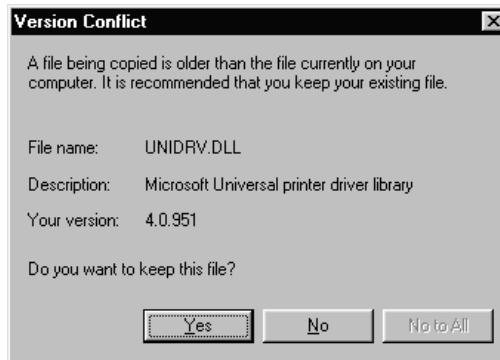 Version Conflict
A file being copied is older than the file currently on your
computer. It is recommended that you keep your existing file.
File name: UNIDRV.DLL
Description: Microsoft Universal printer driver library
Your version: 4.0.951
Do you want to keep this file?
Yes No No to All